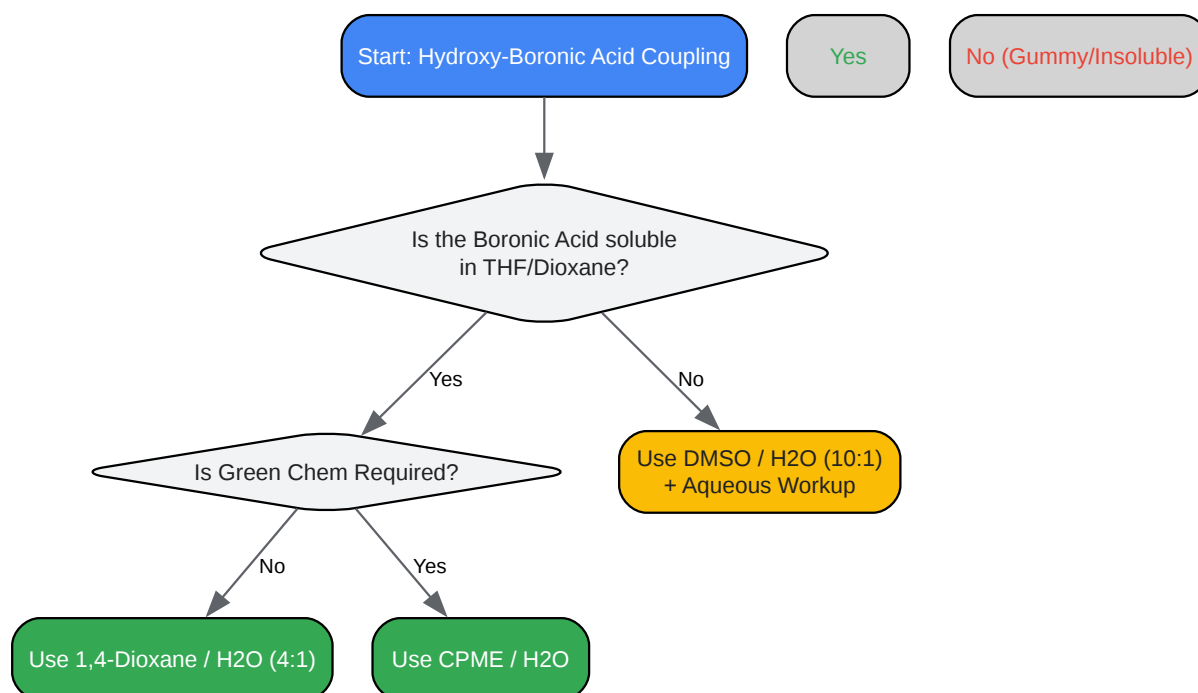 Start: Hydroxy-Boronic Acid Coupling
Yes
No (Gummy/Insoluble)
Is the Boronic Acid soluble
in THF/Dioxane?
Yes
No
Is Green Chem Required?
Use DMSO / H2O (10:1)
+ Aqueous Workup
No
Yes
Use 1,4-Dioxane / H2O (4:1)
Use CPME / H2O